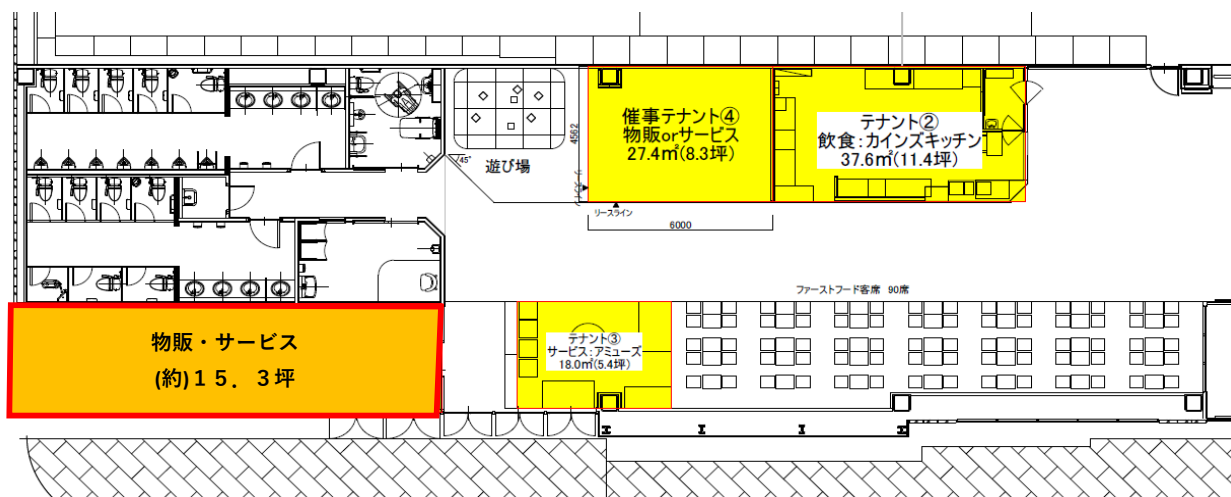 催事テナント④
物販orサービス
27.4㎡(8.3坪)
テナント②
飲食：カインズキッチン
37.6㎡(11.4坪)
4562
45°
遊び場
リースライン
6000
ファーストフード客席 90席
物販・サービス
(約)１５．３坪
テナント③
サービス：アミューズ
18.0㎡(5.4坪)